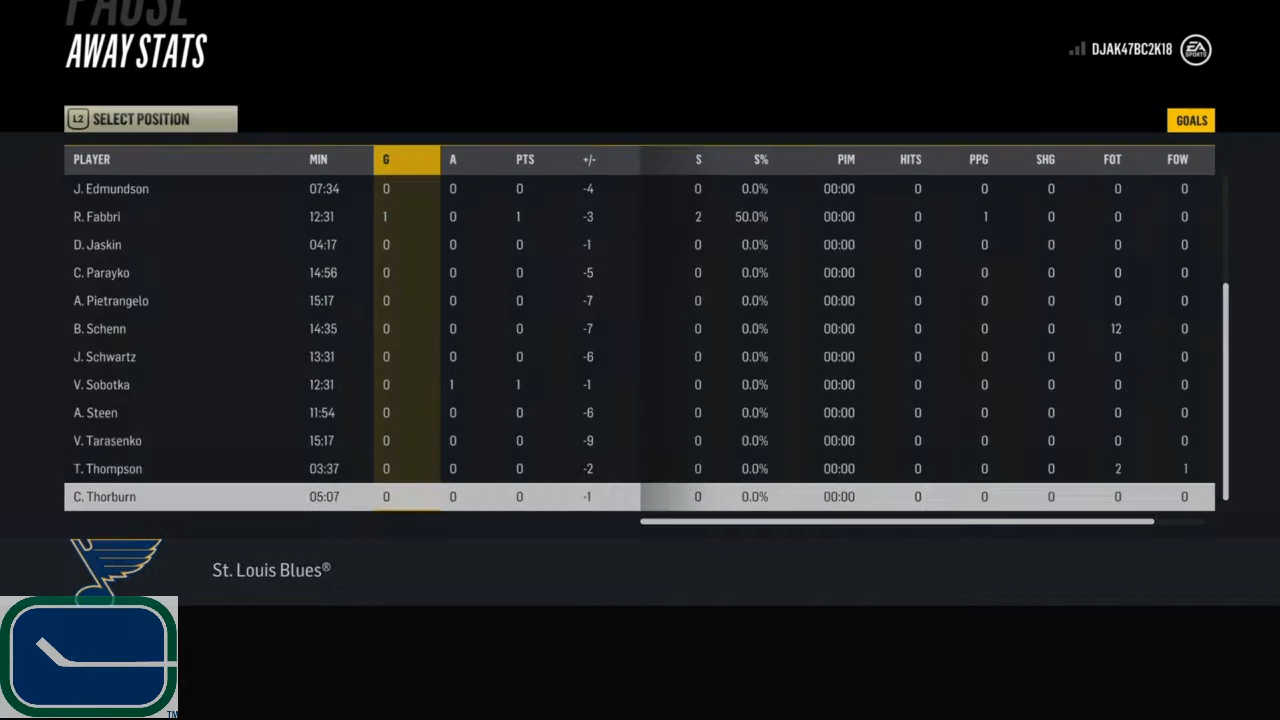 PAUSE
AWAY STATS
DJAK47BC2K18
EA SPORTS
L2 SELECT POSITION
GOALS
PLAYER MIN G A PTS +/- S S% PIM HITS PPG SHG FOT FOW
J. Edmundson 07:34 0 0 0 -4 0 0.0% 00:00 0 0 0 0 0
R. Fabbri 12:31 1 0 1 -3 2 50.0% 00:00 0 1 0 0 0
D. Jaskin 04:17 0 0 0 -1 0 0.0% 00:00 0 0 0 0 0
C. Parayko 14:56 0 0 0 -5 0 0.0% 00:00 0 0 0 0 0
A. Pietrangelo 15:17 0 0 0 -7 0 0.0% 00:00 0 0 0 0 0
B. Schenn 14:35 0 0 0 -7 0 0.0% 00:00 0 0 0 12 0
J. Schwartz 13:31 0 0 0 -6 0 0.0% 00:00 0 0 0 0 0
V. Sobotka 12:31 0 1 1 -1 0 0.0% 00:00 0 0 0 0 0
A. Steen 11:54 0 0 0 -6 0 0.0% 00:00 0 0 0 0 0
V. Tarasenko 15:17 0 0 0 -9 0 0.0% 00:00 0 0 0 0 0
T. Thompson 03:37 0 0 0 -2 0 0.0% 00:00 0 0 0 2 1
C. Thorburn 05:07 0 0 0 -1 0 0.0% 00:00 0 0 0 0 0
St. Louis Blues®
TM